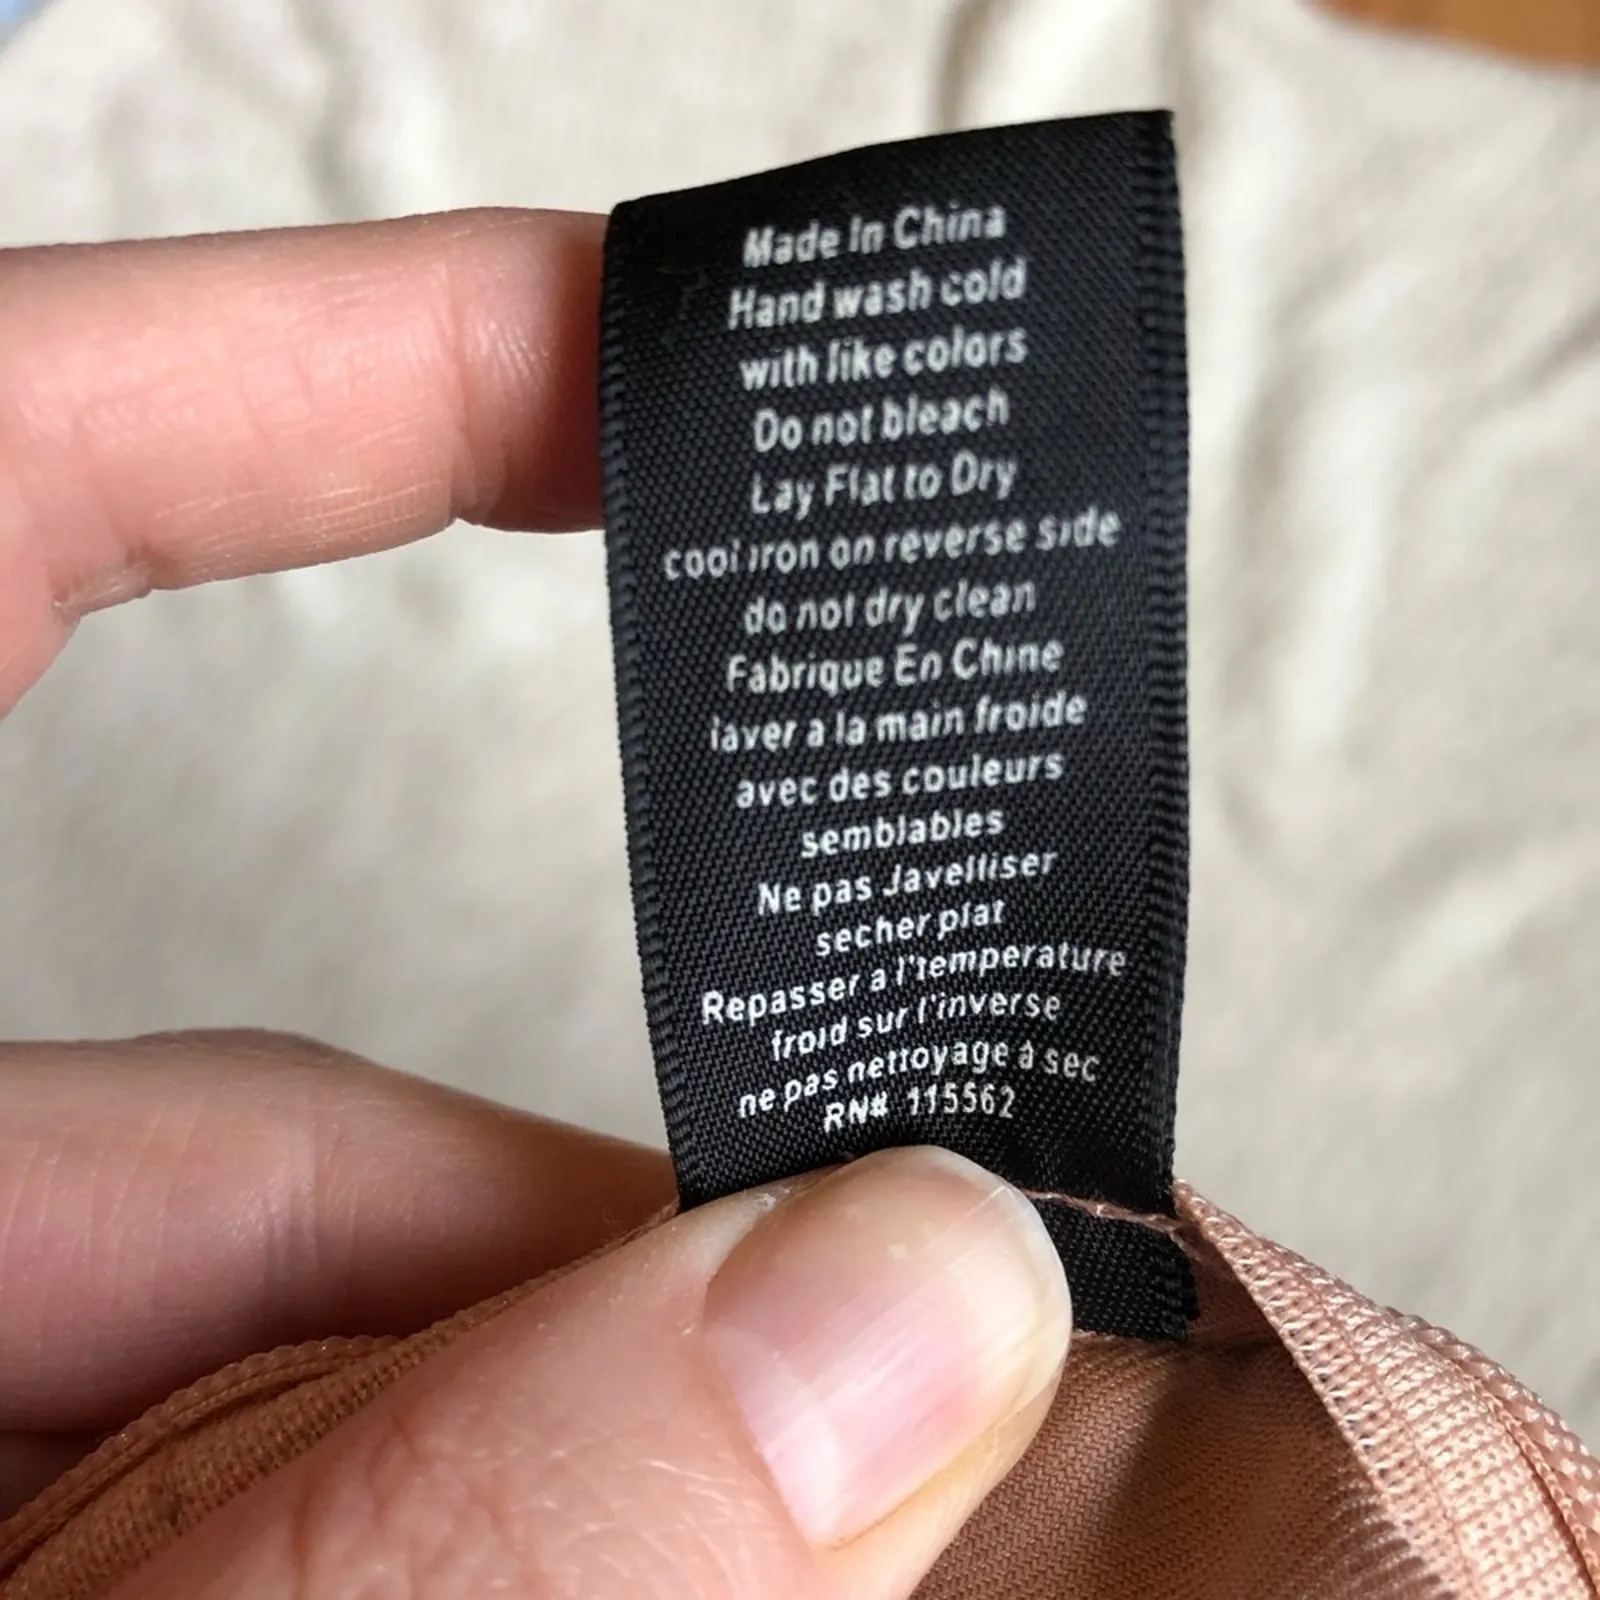 Made In China
Hand wash cold
with like colors
Do not bleach
Lay Flat to Dry
cool iron on reverse side
do not dry clean
Fabrique En Chine
laver a la main froide
avec des couleurs
semblables
Ne pas Javelliser
secher plat
Repasser a l'temperature
froid sur l'inverse
ne pas nettoyage à sec
RN# 115562